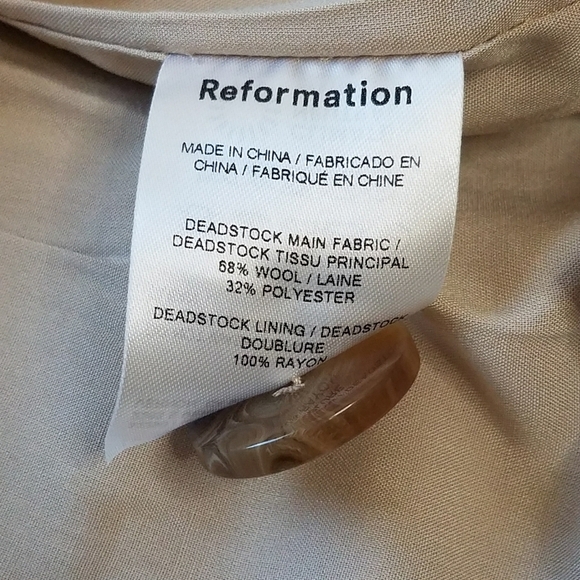 Reformation
MADE IN CHINA / FABRICADO EN
CHINA / FABRIQUÉ EN CHINE
DEADSTOCK MAIN FABRIC /
DEADSTOCK TISSU PRINCIPAL
68% WOOL / LAINE
32% POLYESTER
DEADSTOCK LINING / DEADSTOCK
DOUBLURE
100% RAYON